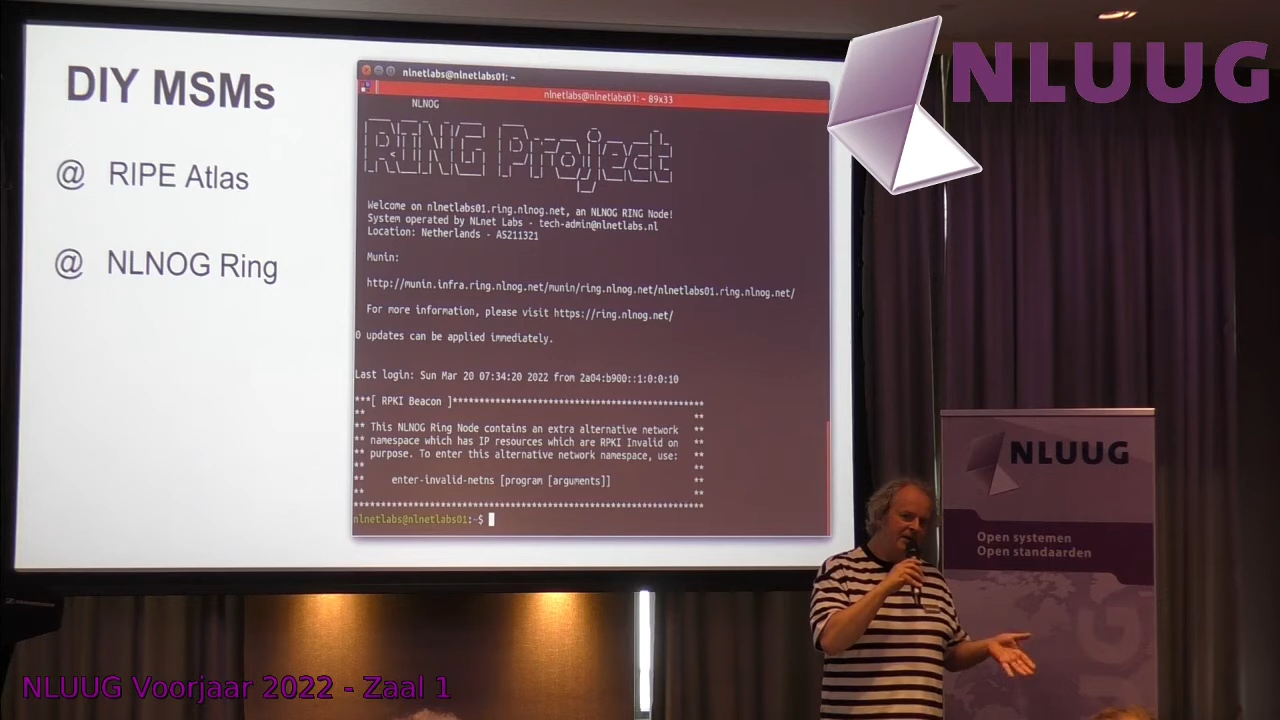 DIY MSMs
@ RIPE Atlas
@ NLNOG Ring
nlnetlabs@nlnetlabs01: ~
nlnetlabs@nlnetlabs01: ~ 89x33
NLNOG
RING Project
Welcome on nlnetlabs01.ring.nlnog.net, an NLNOG RING Node!
System operated by NLnet Labs - tech-admin@nlnetlabs.nl
Location: Netherlands - AS211321
Munin:
http://munin.infra.ring.nlnog.net/munin/ring.nlnog.net/nlnetlabs01.ring.nlnog.net/
For more information, please visit https://ring.nlnog.net/
0 updates can be applied immediately.
Last login: Sun Mar 20 07:34:20 2022 from 2a04:b900::1:0:0:10
***[ RPKI Beacon ]************************************************
** **
** This NLNOG Ring Node contains an extra alternative network **
** namespace which has IP resources which are RPKI Invalid on **
** purpose. To enter this alternative network namespace, use: **
** **
** enter-invalid-netns [program [arguments]] **
** **
******************************************************************
nlnetlabs@nlnetlabs01:~$
NLUUG
NLUUG
Open systemen
Open standaarden
NLUUG Voorjaar 2022 - Zaal 1